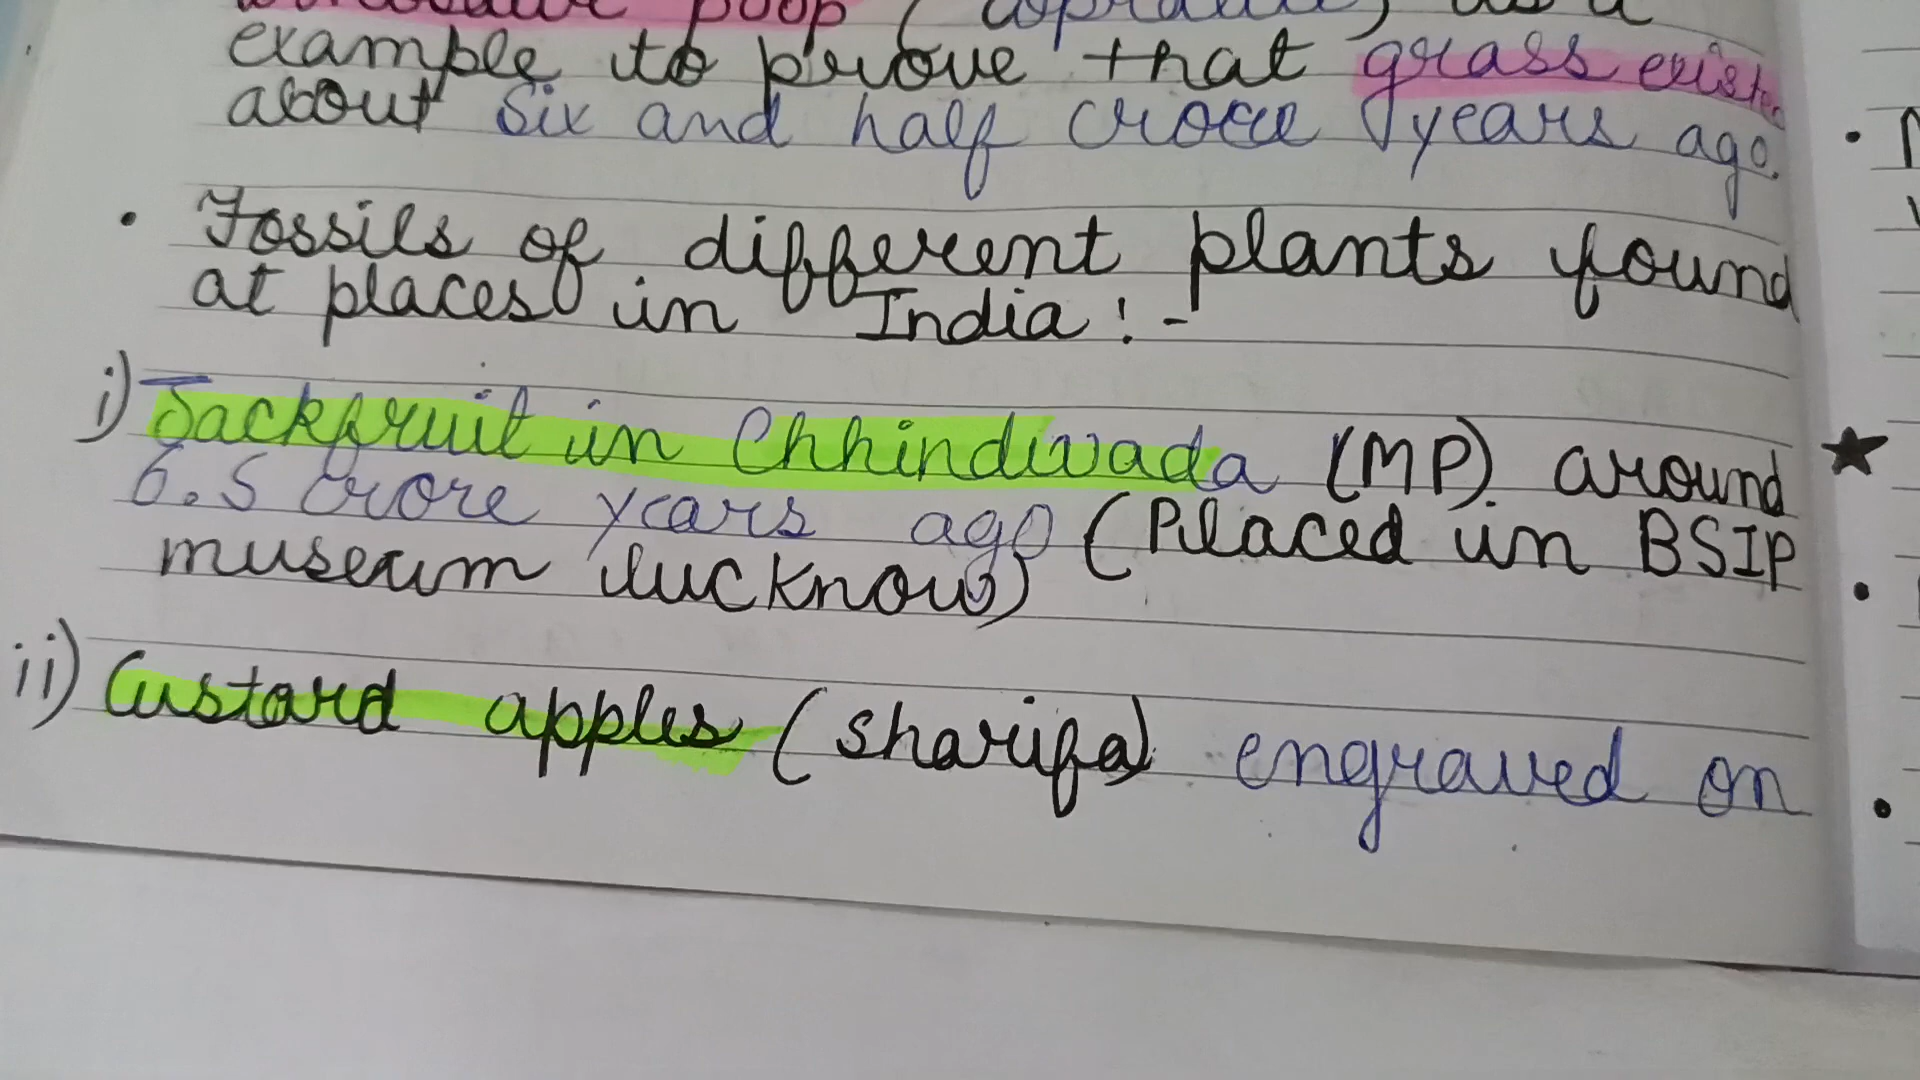 poop (
example to prove that grass exist
about six and half crore years ago.
• Fossils of different plants found
at places in India :-
i) Jackfruit in Chhindwada (MP) around
6.5 crore years ago (Placed in BSIP
museum lucknow)
ii) Custard apples (sharifa) engraved on